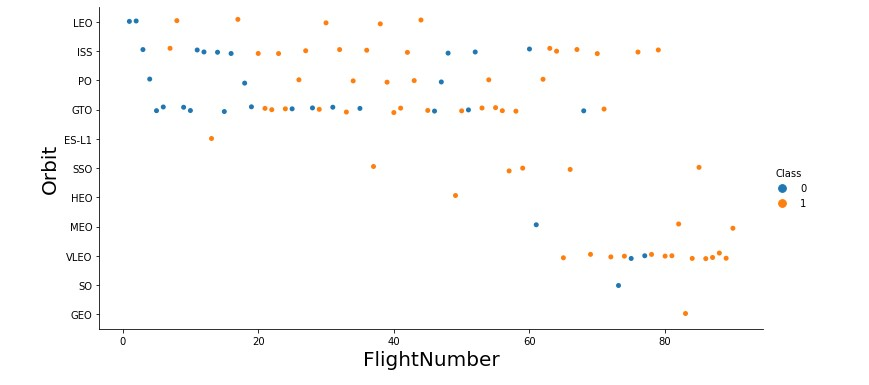 LEO
ISS
PO
GTO
ES-L1
SSO
HEO
MEO
VLEO
SO
GEO
Orbit
0 20 40 60 80
FlightNumber
Class
0
1